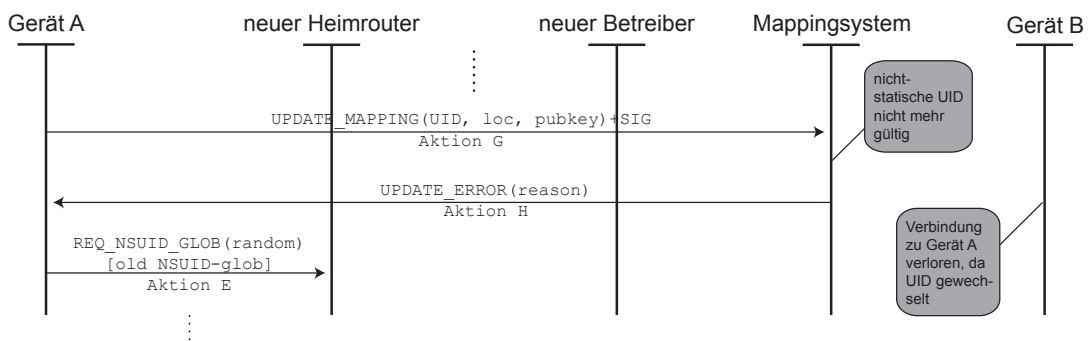 Gerät A
neuer Heimrouter
neuer Betreiber
Mappingsystem
Gerät B
nicht-
statische UID
nicht mehr
gültig
UPDATE_MAPPING(UID, loc, pubkey)+SIG
Aktion G
UPDATE_ERROR(reason)
Aktion H
Verbindung
zu Gerät A
verloren, da
UID gewech-
selt
REQ_NSUID_GLOB(random)
[old NSUID-glob]
Aktion E